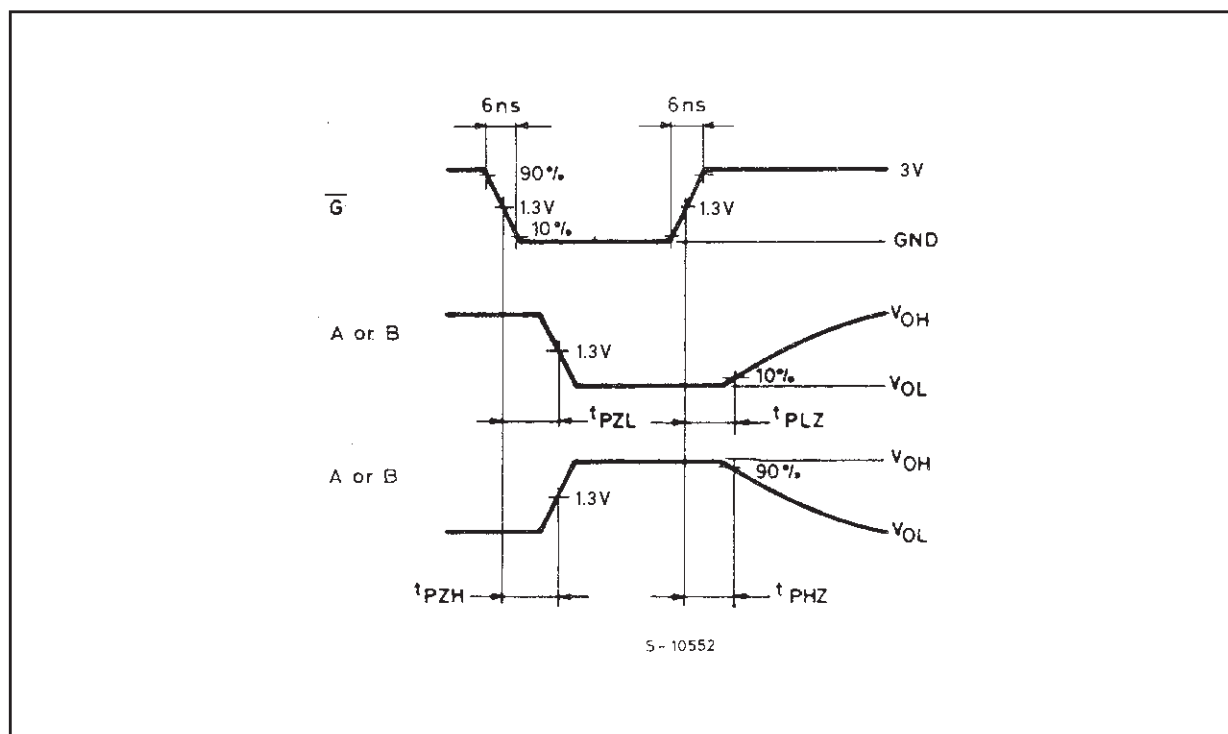 6ns 6ns
90%
3V
G̅
1.3V 1.3V
10%
GND
VOH
A or B
1.3V
10%
VOL
tPZL tPLZ
VOH
A or B
90%
1.3V
VOL
tPZH tPHZ
S-10552